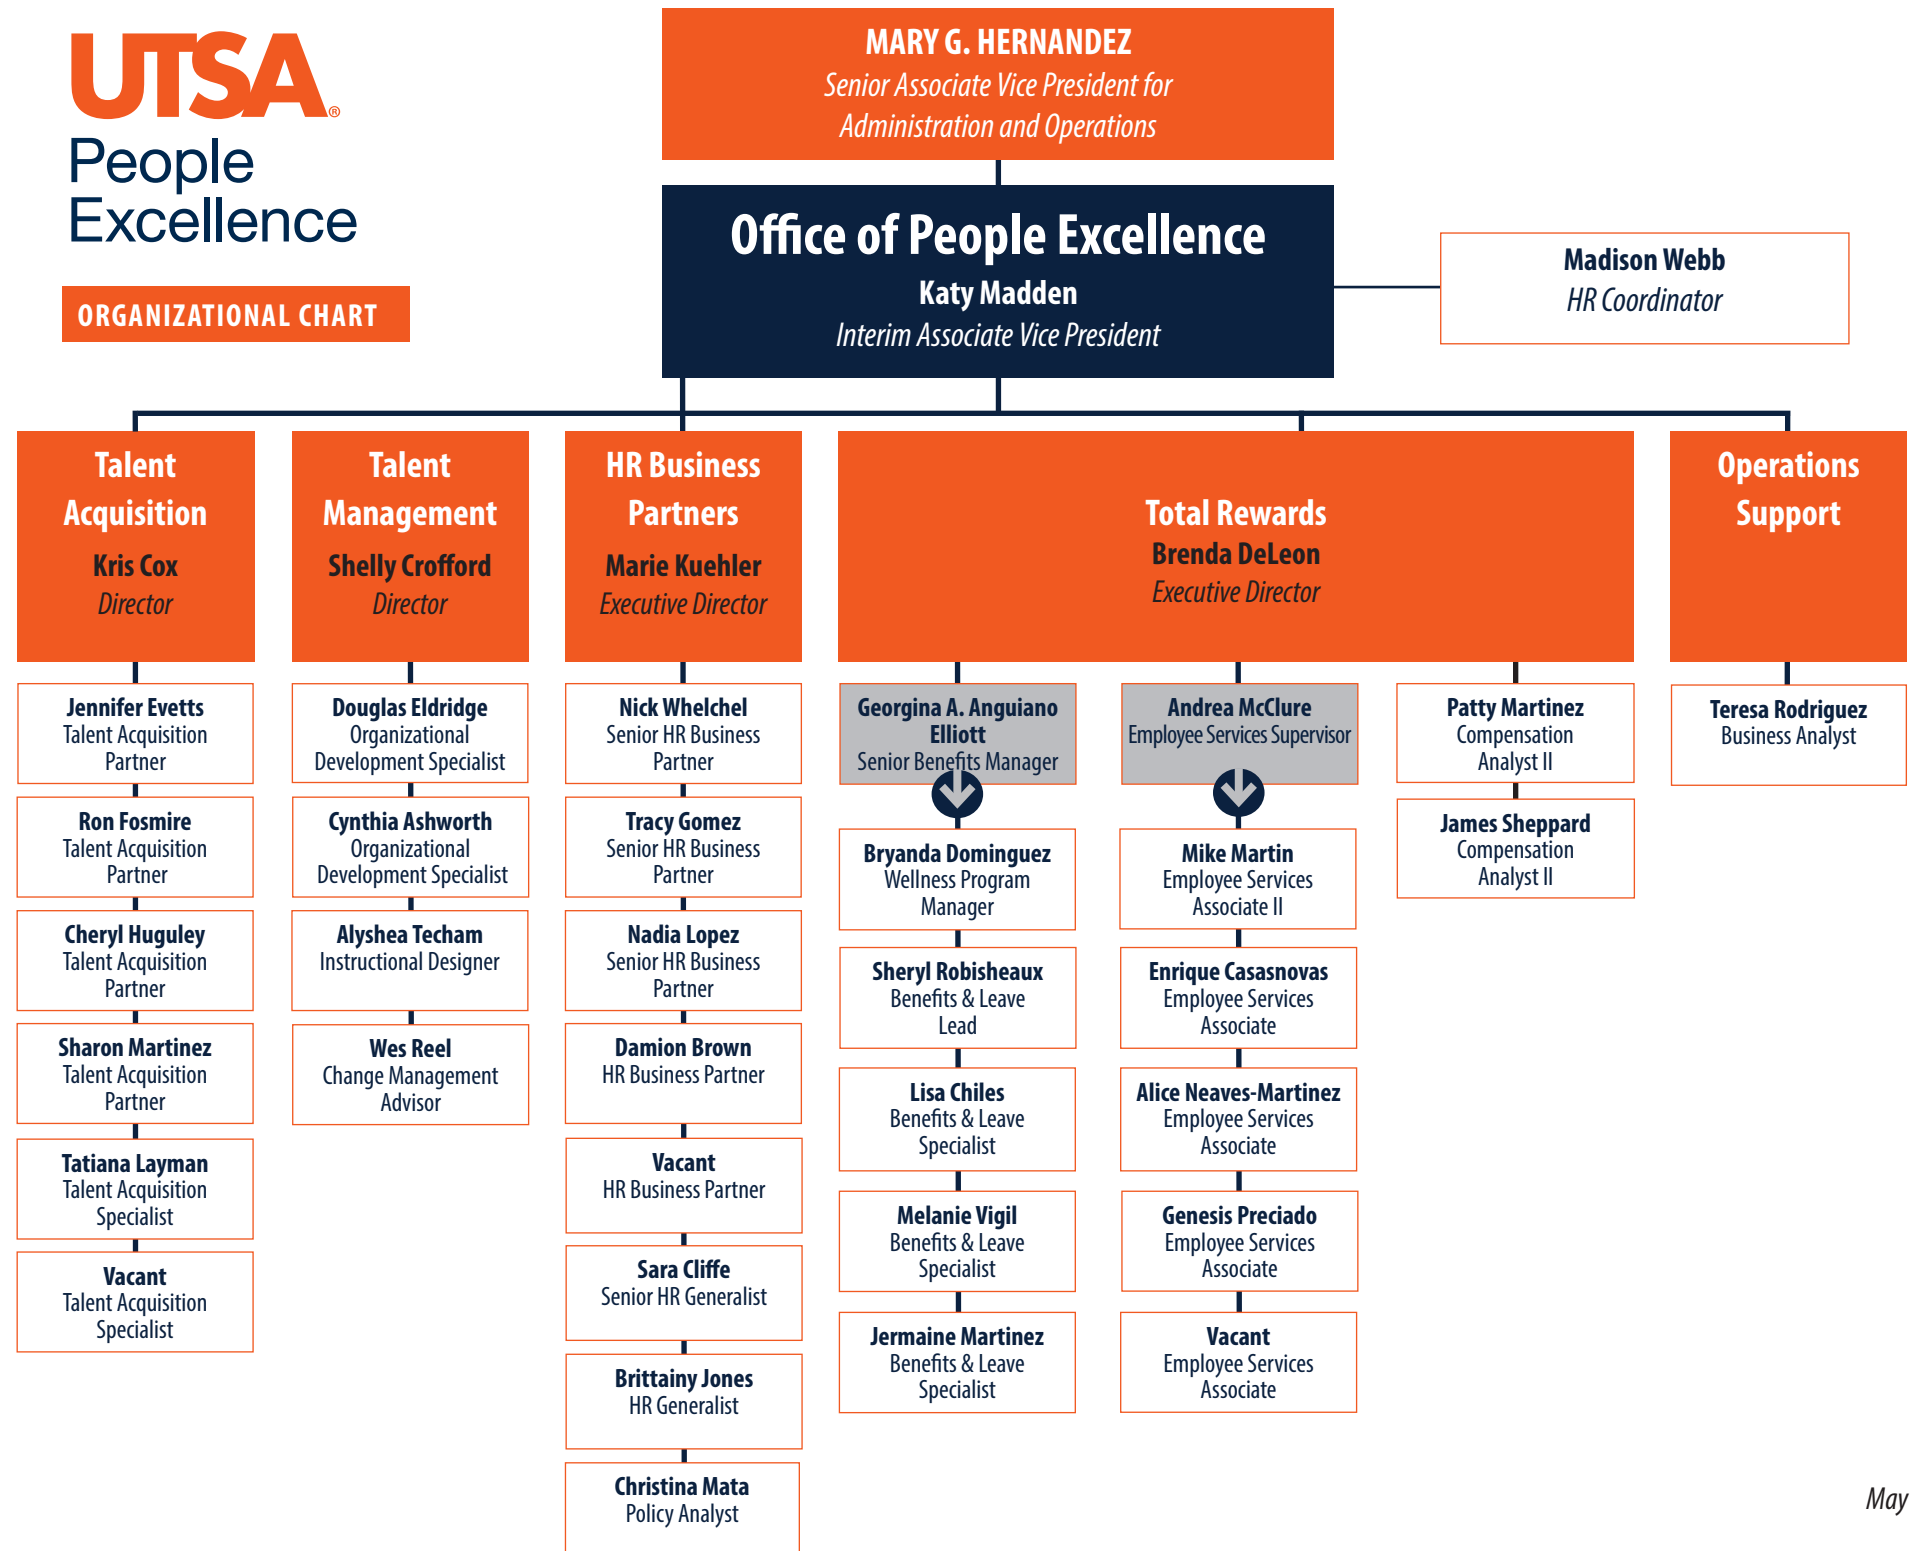 UTSA®
People
Excellence
ORGANIZATIONAL CHART
MARY G. HERNANDEZ
Senior Associate Vice President for
Administration and Operations
Office of People Excellence
Katy Madden
Interim Associate Vice President
Madison Webb
HR Coordinator
Talent
Acquisition
Kris Cox
Director
Jennifer Evetts
Talent Acquisition
Partner
Ron Fosmire
Talent Acquisition
Partner
Cheryl Huguley
Talent Acquisition
Partner
Sharon Martinez
Talent Acquisition
Partner
Tatiana Layman
Talent Acquisition
Specialist
Vacant
Talent Acquisition
Specialist
Talent
Management
Shelly Crofford
Director
Douglas Eldridge
Organizational
Development Specialist
Cynthia Ashworth
Organizational
Development Specialist
Alyshea Techam
Instructional Designer
Wes Reel
Change Management
Advisor
HR Business
Partners
Marie Kuehler
Executive Director
Nick Whelchel
Senior HR Business
Partner
Tracy Gomez
Senior HR Business
Partner
Nadia Lopez
Senior HR Business
Partner
Damion Brown
HR Business Partner
Vacant
HR Business Partner
Sara Cliffe
Senior HR Generalist
Brittainy Jones
HR Generalist
Christina Mata
Policy Analyst
Total Rewards
Brenda DeLeon
Executive Director
Georgina A. Anguiano
Elliott
Senior Benefits Manager
Bryanda Dominguez
Wellness Program
Manager
Sheryl Robisheaux
Benefits & Leave
Lead
Lisa Chiles
Benefits & Leave
Specialist
Melanie Vigil
Benefits & Leave
Specialist
Jermaine Martinez
Benefits & Leave
Specialist
Andrea McClure
Employee Services Supervisor
Mike Martin
Employee Services
Associate II
Enrique Casasnovas
Employee Services
Associate
Alice Neaves-Martinez
Employee Services
Associate
Genesis Preciado
Employee Services
Associate
Vacant
Employee Services
Associate
Patty Martinez
Compensation
Analyst II
James Sheppard
Compensation
Analyst II
Operations
Support
Teresa Rodriguez
Business Analyst
May